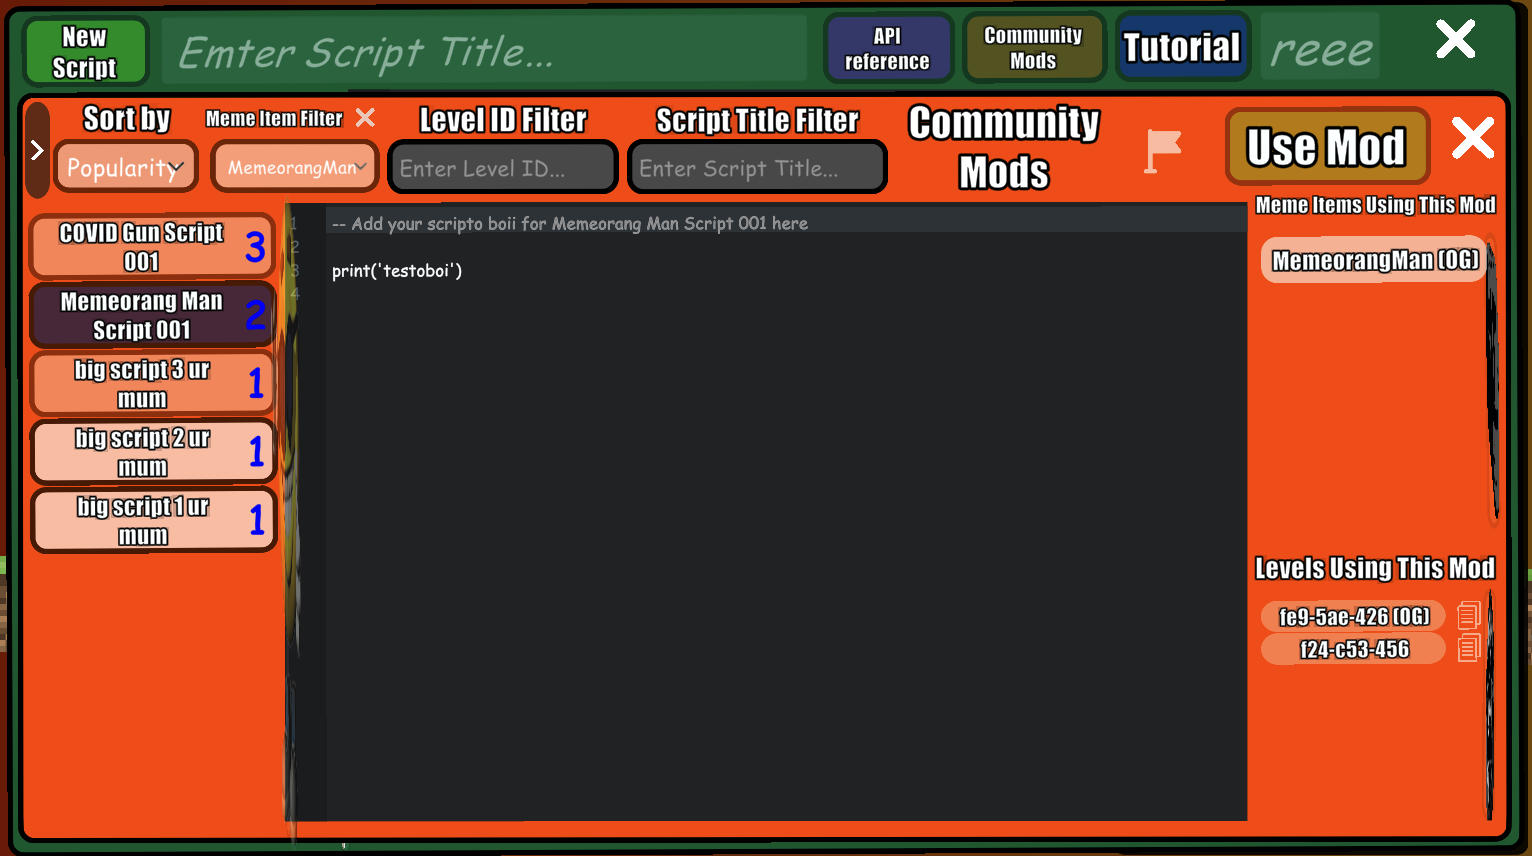 New
Script
Emter Script Title...
API
reference
Community
Mods
Tutorial
reee
Sort by
Meme Item Filter
Level ID Filter
Script Title Filter
Community
Mods
Use Mod
Popularity
MemeorangMan
Enter Level ID...
Enter Script Title...
COVID Gun Script
001
3
Memeorang Man
Script 001
2
big script 3 ur
mum
1
big script 2 ur
mum
1
big script 1 ur
mum
1
1 -- Add your scripto boii for Memeorang Man Script 001 here
2
3 print('testoboi')
4
Meme Items Using This Mod
MemeorangMan (OG)
Levels Using This Mod
fe9-5ae-426 (OG)
f24-c53-456